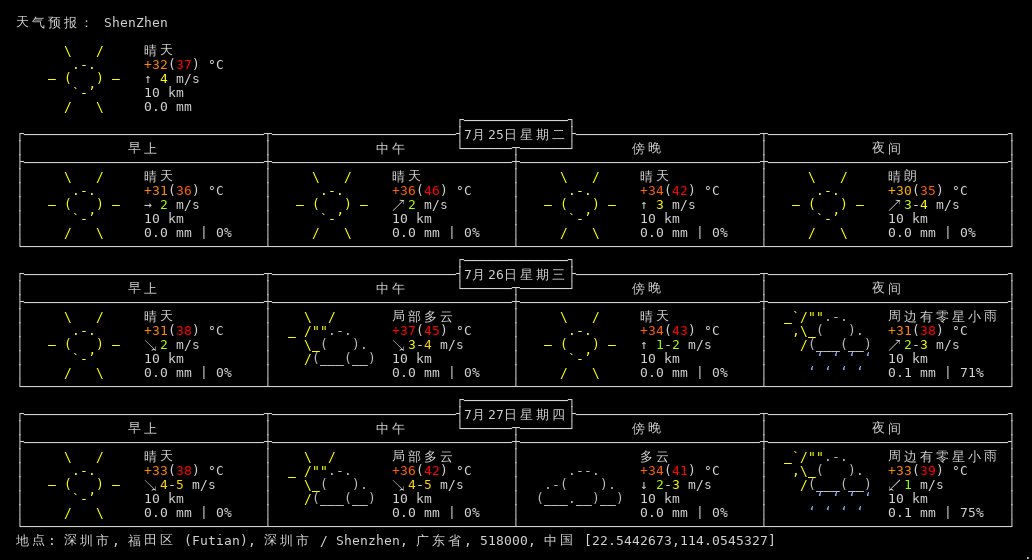 天气预报： ShenZhen
晴天
+32(37) °C
↑ 4 m/s
10 km
0.0 mm
7月25日星期二
早上 中午 傍晚 夜间
晴天 晴天 晴天 晴朗
+31(36) °C +36(46) °C +34(42) °C +30(35) °C
→ 2 m/s ↗ 2 m/s ↑ 3 m/s ↗ 3-4 m/s
10 km 10 km 10 km 10 km
0.0 mm | 0% 0.0 mm | 0% 0.0 mm | 0% 0.0 mm | 0%
7月26日星期三
早上 中午 傍晚 夜间
晴天 局部多云 晴天 周边有零星小雨
+31(38) °C +37(45) °C +34(43) °C +31(38) °C
↘ 2 m/s ↘ 3-4 m/s ↑ 1-2 m/s ↗ 2-3 m/s
10 km 10 km 10 km 10 km
0.0 mm | 0% 0.0 mm | 0% 0.0 mm | 0% 0.1 mm | 71%
7月27日星期四
早上 中午 傍晚 夜间
晴天 局部多云 多云 周边有零星小雨
+33(38) °C +36(42) °C +34(41) °C +33(39) °C
↘ 4-5 m/s ↘ 4-5 m/s ↓ 2-3 m/s ↙ 1 m/s
10 km 10 km 10 km 10 km
0.0 mm | 0% 0.0 mm | 0% 0.0 mm | 0% 0.1 mm | 75%
地点: 深圳市, 福田区 (Futian), 深圳市 / Shenzhen, 广东省, 518000, 中国 [22.5442673,114.0545327]